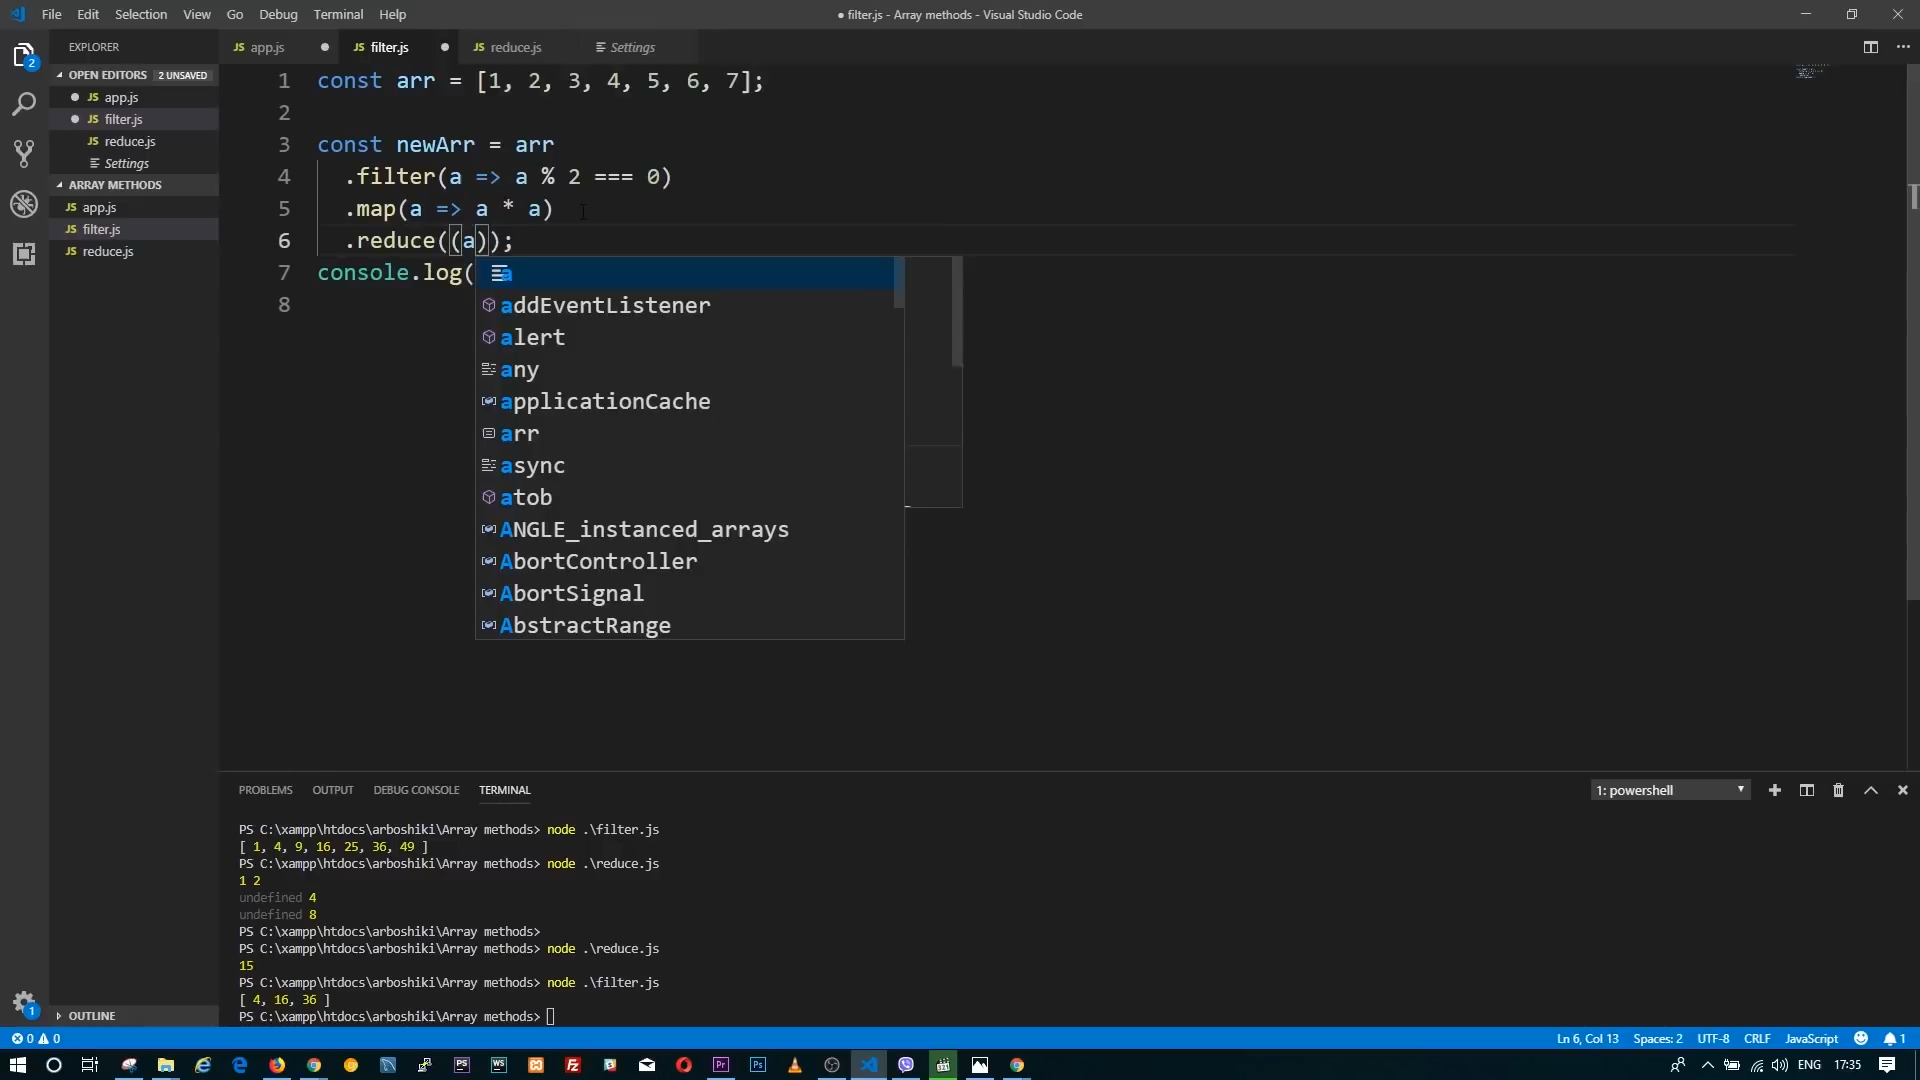 File Edit Selection View Go Debug Terminal Help
● filter.js - Array methods - Visual Studio Code
EXPLORER
OPEN EDITORS 2 UNSAVED
JS app.js
JS filter.js
JS reduce.js
Settings
ARRAY METHODS
JS app.js
JS filter.js
JS reduce.js
OUTLINE
2
1
JS app.js
JS filter.js
JS reduce.js
Settings
1 const arr = [1, 2, 3, 4, 5, 6, 7];
2
3 const newArr = arr
4 .filter(a => a % 2 === 0)
5 .map(a => a * a)
6 .reduce((a));
7 console.log(
8
a
addEventListener
alert
any
applicationCache
arr
async
atob
ANGLE_instanced_arrays
AbortController
AbortSignal
AbstractRange
PROBLEMS OUTPUT DEBUG CONSOLE TERMINAL
1: powershell
PS C:\xampp\htdocs\arboshiki\Array methods> node .\filter.js
[ 1, 4, 9, 16, 25, 36, 49 ]
PS C:\xampp\htdocs\arboshiki\Array methods> node .\reduce.js
1 2
undefined 4
undefined 8
PS C:\xampp\htdocs\arboshiki\Array methods>
PS C:\xampp\htdocs\arboshiki\Array methods> node .\reduce.js
15
PS C:\xampp\htdocs\arboshiki\Array methods> node .\filter.js
[ 4, 16, 36 ]
PS C:\xampp\htdocs\arboshiki\Array methods>
0 0
Ln 6, Col 13 Spaces: 2 UTF-8 CRLF JavaScript 1
ENG 17:35